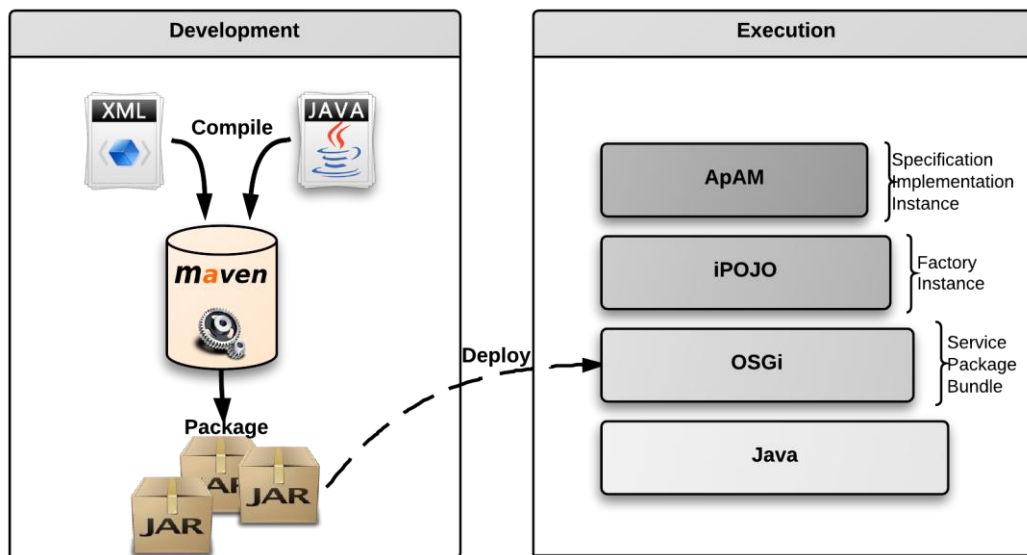 Development
XML
Compile
JAVA
maven
Package
JAR
JAR
JAR
Deploy
Execution
ApAM
Specification
Implementation
Instance
iPOJO
Factory
Instance
OSGi
Service
Package
Bundle
Java